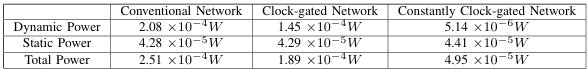 Conventional Network Clock-gated Network Constantly Clock-gated Network
Dynamic Power 2.08 ×10⁻⁴W 1.45 ×10⁻⁴W 5.14 ×10⁻⁶W
Static Power 4.28 ×10⁻⁵W 4.29 ×10⁻⁵W 4.41 ×10⁻⁵W
Total Power 2.51 ×10⁻⁴W 1.89 ×10⁻⁴W 4.95 ×10⁻⁵W